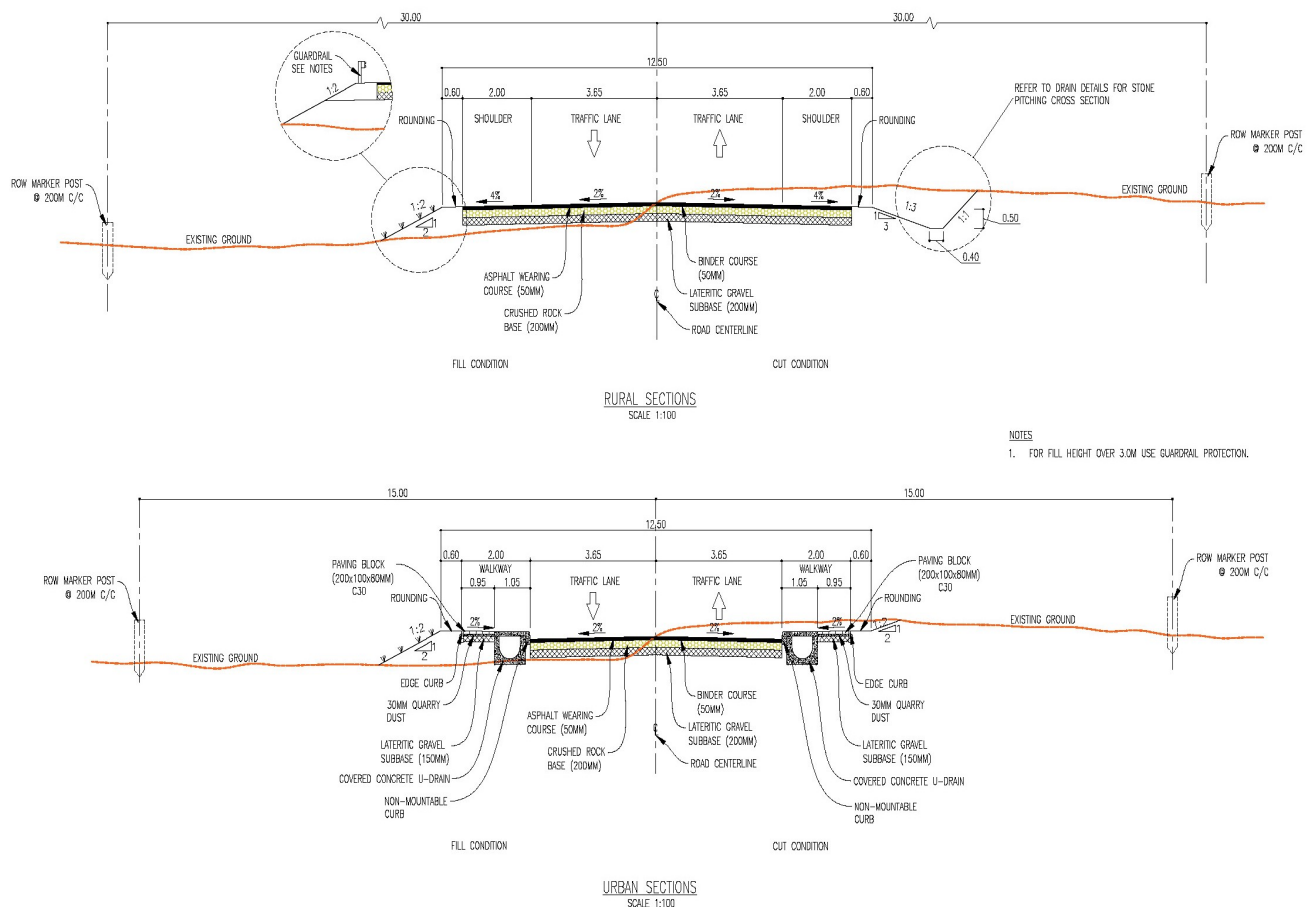 30.00
30.00
GUARDRAIL
SEE NOTES
1:2
12.50
0.60
2.00
3.65
3.65
2.00
0.60
ROUNDING
SHOULDER
TRAFFIC LANE
TRAFFIC LANE
SHOULDER
ROUNDING
REFER TO DRAIN DETAILS FOR STONE
PITCHING CROSS SECTION
ROW MARKER POST
@ 200M C/C
ROW MARKER POST
@ 200M C/C
EXISTING GROUND
EXISTING GROUND
1:2
1
2
4%
2%
2%
4%
1
3
1:3
1:1
0.50
0.40
ASPHALT WEARING
COURSE (50MM)
CRUSHED ROCK
BASE (200MM)
BINDER COURSE
(50MM)
LATERITIC GRAVEL
SUBBASE (200MM)
ROAD CENTERLINE
FILL CONDITION
CUT CONDITION
RURAL SECTIONS
SCALE 1:100
NOTES
1. FOR FILL HEIGHT OVER 3.0M USE GUARDRAIL PROTECTION.
15.00
15.00
12.50
0.60
2.00
3.65
3.65
2.00
0.60
WALKWAY
WALKWAY
0.95
1.05
1.05
0.95
TRAFFIC LANE
TRAFFIC LANE
PAVING BLOCK
(200x100x80MM)
C30
ROUNDING
PAVING BLOCK
(200x100x80MM)
C30
ROUNDING
ROW MARKER POST
@ 200M C/C
ROW MARKER POST
@ 200M C/C
EXISTING GROUND
EXISTING GROUND
1:2
1
2
2%
2%
2%
2%
1:2
1
2
EDGE CURB
30MM QUARRY
DUST
LATERITIC GRAVEL
SUBBASE (150MM)
COVERED CONCRETE U-DRAIN
NON-MOUNTABLE
CURB
ASPHALT WEARING
COURSE (50MM)
CRUSHED ROCK
BASE (200MM)
BINDER COURSE
(50MM)
LATERITIC GRAVEL
SUBBASE (200MM)
ROAD CENTERLINE
EDGE CURB
30MM QUARRY
DUST
LATERITIC GRAVEL
SUBBASE (150MM)
COVERED CONCRETE U-DRAIN
NON-MOUNTABLE
CURB
FILL CONDITION
CUT CONDITION
URBAN SECTIONS
SCALE 1:100